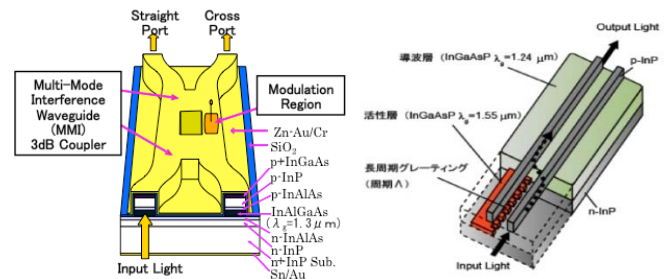 Straight
Port
Cross
Port
Multi-Mode
Interference
Waveguide
(MMI)
3dB Coupler
Modulation
Region
Zn-Au/Cr
SiO2
p+InGaAs
p-InP
p-InAlAs
InAlGaAs
(λg=1.3μm)
n-InAlAs
n-InP
n+InP Sub.
Sn/Au
Input Light
Output Light
導波層 (InGaAsP λg=1.24 μm)
p-InP
活性層 (InGaAsP λg=1.55μm)
長周期グレーティング
(周期Λ)
n-InP
Input Light